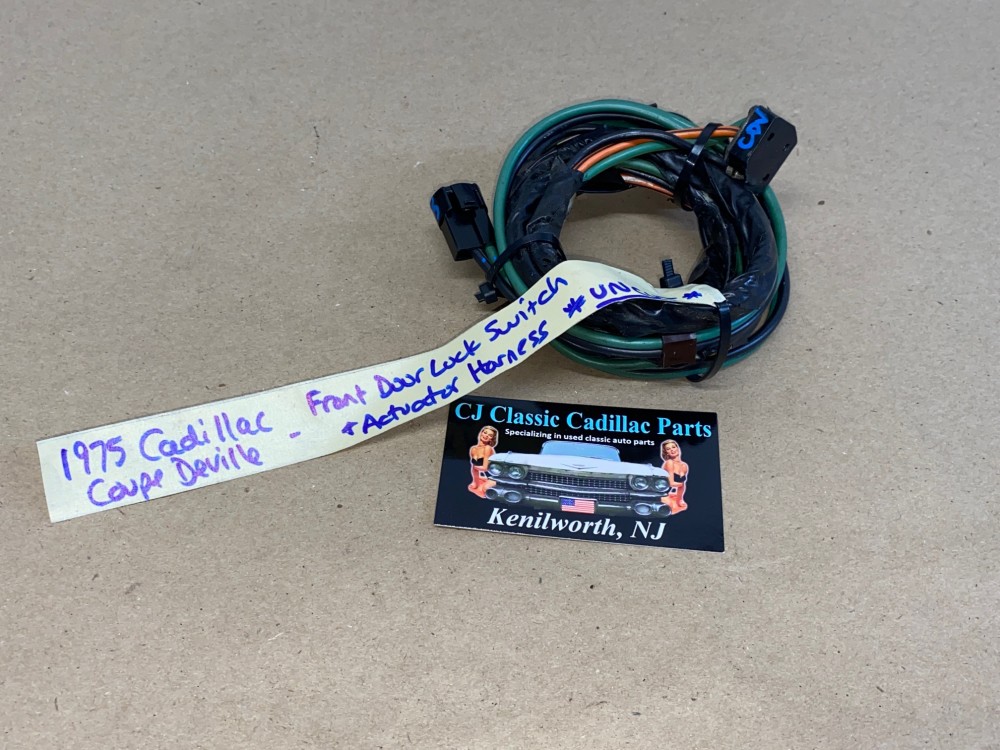 1975 Cadillac
Coupe Deville
- Front Door Lock Switch
+ Actuator Harness * UNCUT *
CJ Classic Cadillac Parts
Specializing in used classic auto parts
Kenilworth, NJ